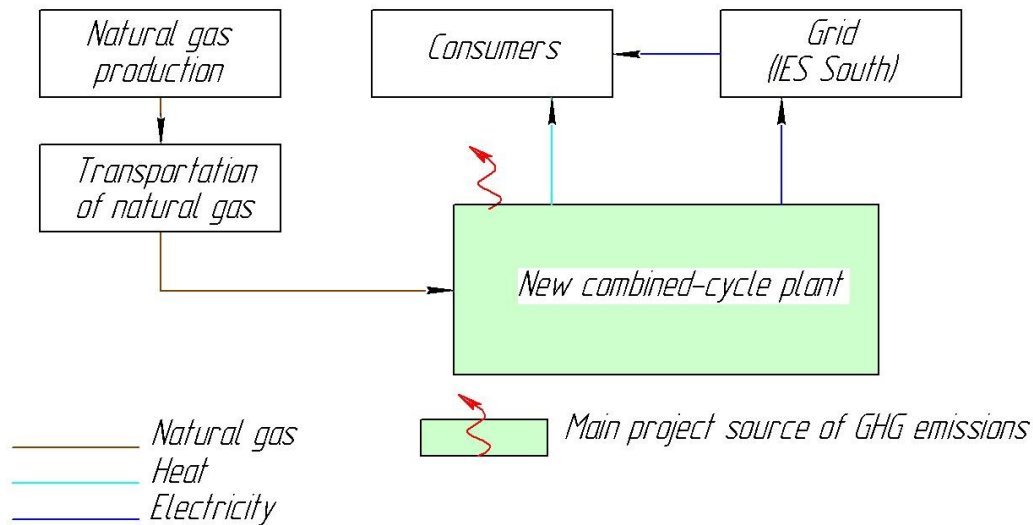 Natural gas
production
Consumers
Grid
(IES South)
Transportation
of natural gas
New combined-cycle plant
Main project source of GHG emissions
Natural gas
Heat
Electricity